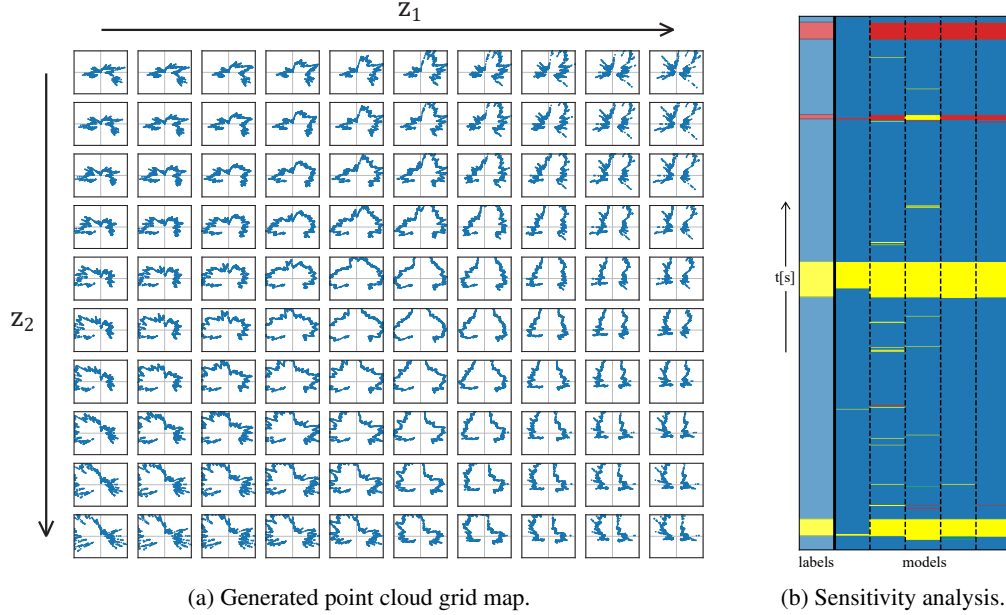 z₁
z₂
t[s]
labels
models
(a) Generated point cloud grid map.
(b) Sensitivity analysis.